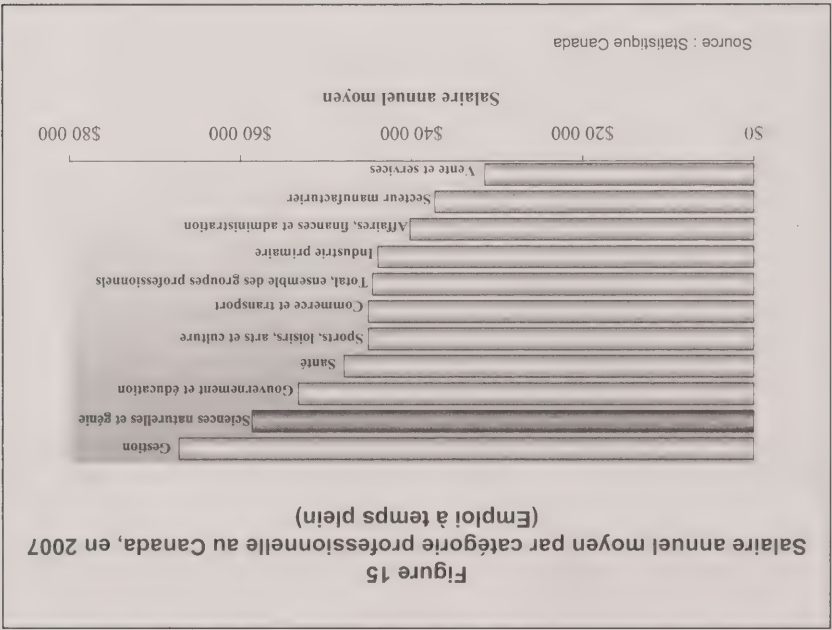 Figure 15
Salaire annuel moyen par catégorie professionnelle au Canada, en 2007
(Emploi à temps plein)
Gestion
Sciences naturelles et génie
Gouvernement et éducation
Santé
Sports, loisirs, arts et culture
Commerce et transport
Total, ensemble des groupes professionnels
Industrie primaire
Affaires, finances et administration
Secteur manufacturier
Vente et services
$0 $20 000 $40 000 $60 000 $80 000
Salaire annuel moyen
Source : Statistique Canada